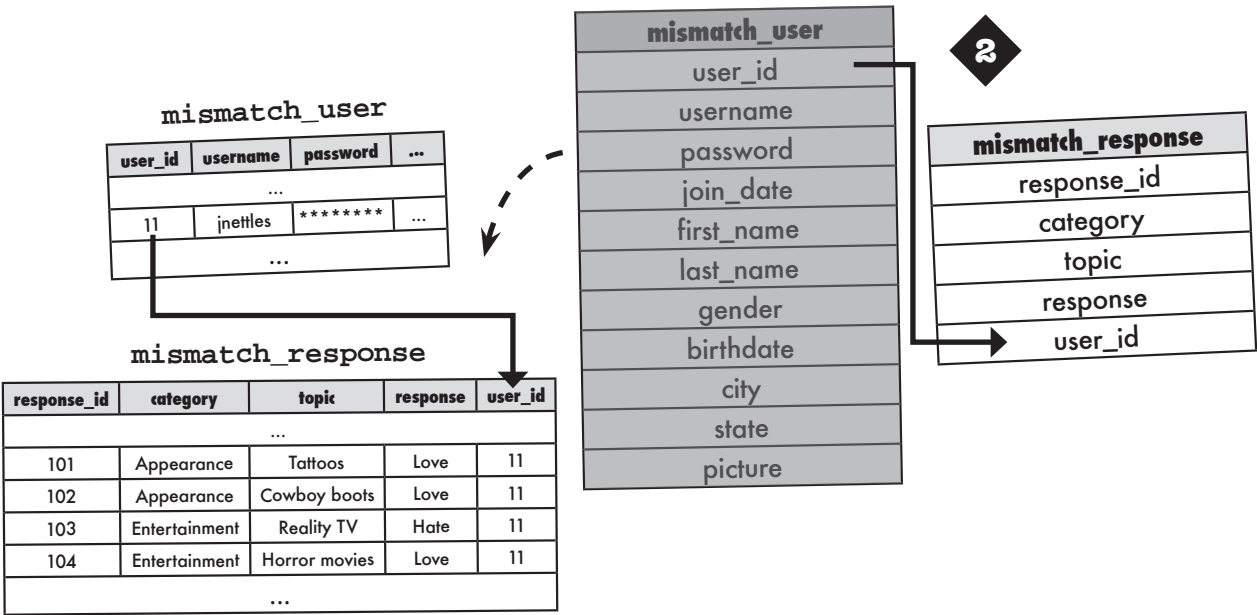 mismatch_user
user_id username password ...
...
11 jnettles ******** ...
...
mismatch_response
response_id category topic response user_id
...
101 Appearance Tattoos Love 11
102 Appearance Cowboy boots Love 11
103 Entertainment Reality TV Hate 11
104 Entertainment Horror movies Love 11
...
mismatch_user
user_id
username
password
join_date
first_name
last_name
gender
birthdate
city
state
picture
2
mismatch_response
response_id
category
topic
response
user_id